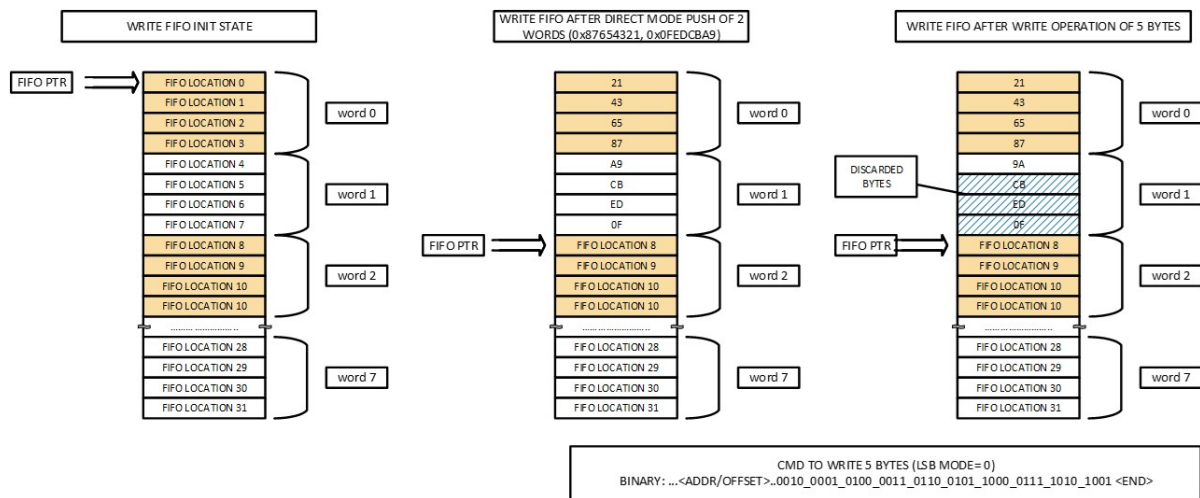 WRITE FIFO INIT STATE
FIFO PTR
FIFO LOCATION 0
FIFO LOCATION 1
FIFO LOCATION 2
FIFO LOCATION 3
FIFO LOCATION 4
FIFO LOCATION 5
FIFO LOCATION 6
FIFO LOCATION 7
FIFO LOCATION 8
FIFO LOCATION 9
FIFO LOCATION 10
FIFO LOCATION 10
........................
FIFO LOCATION 28
FIFO LOCATION 29
FIFO LOCATION 30
FIFO LOCATION 31
word 0
word 1
word 2
word 7
WRITE FIFO AFTER DIRECT MODE PUSH OF 2
WORDS (0x87654321, 0x0FEDCBA9)
FIFO PTR
21
43
65
87
A9
CB
ED
0F
FIFO LOCATION 8
FIFO LOCATION 9
FIFO LOCATION 10
FIFO LOCATION 10
........................
FIFO LOCATION 28
FIFO LOCATION 29
FIFO LOCATION 30
FIFO LOCATION 31
word 0
word 1
word 2
word 7
WRITE FIFO AFTER WRITE OPERATION OF 5 BYTES
DISCARDED
BYTES
FIFO PTR
21
43
65
87
9A
CB
ED
0F
FIFO LOCATION 8
FIFO LOCATION 9
FIFO LOCATION 10
FIFO LOCATION 10
........................
FIFO LOCATION 28
FIFO LOCATION 29
FIFO LOCATION 30
FIFO LOCATION 31
word 0
word 1
word 2
word 7
CMD TO WRITE 5 BYTES (LSB MODE= 0)
BINARY: ...<ADDR/OFFSET>..0010_0001_0100_0011_0110_0101_1000_0111_1010_1001 <END>